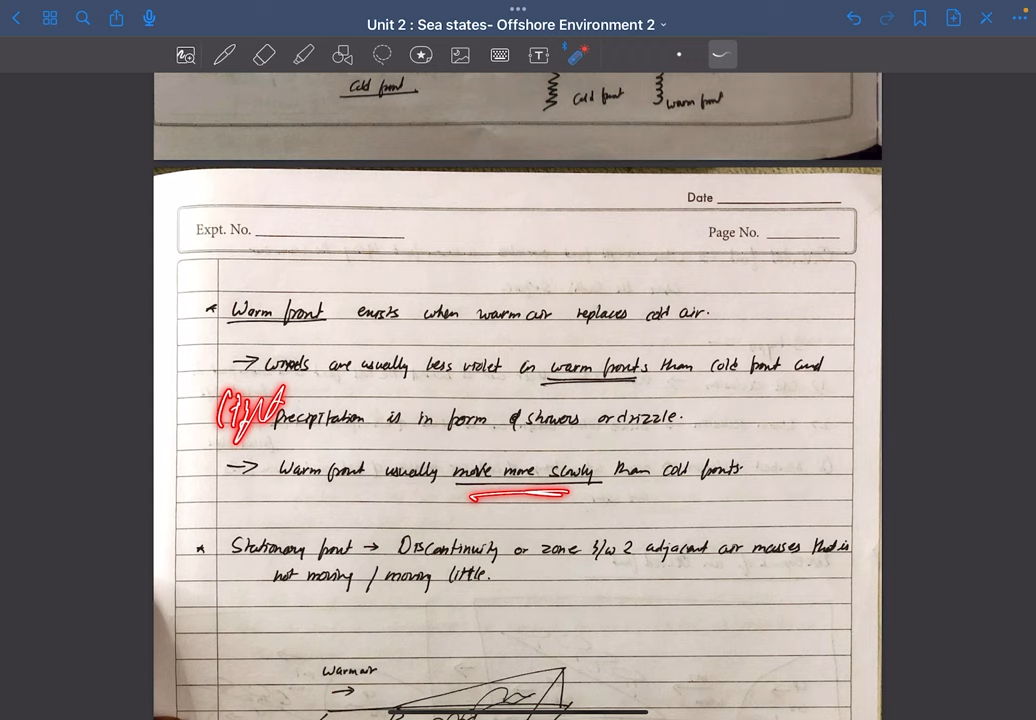 Unit 2 : Sea states- Offshore Environment 2
Cold front
Cold front
warm front
Date
Expt. No.
Page No.
* Warm front exists when warm air replaces cold air.
→ winds are usually less violet in warm fronts than cold front and
light precipitation is in form of showers or drizzle.
→ Warm front usually move more slowly than cold fronts.
* Stationary front → Discontinuity or zone b/w 2 adjacent air masses that is
not moving / moving little.
Warm air